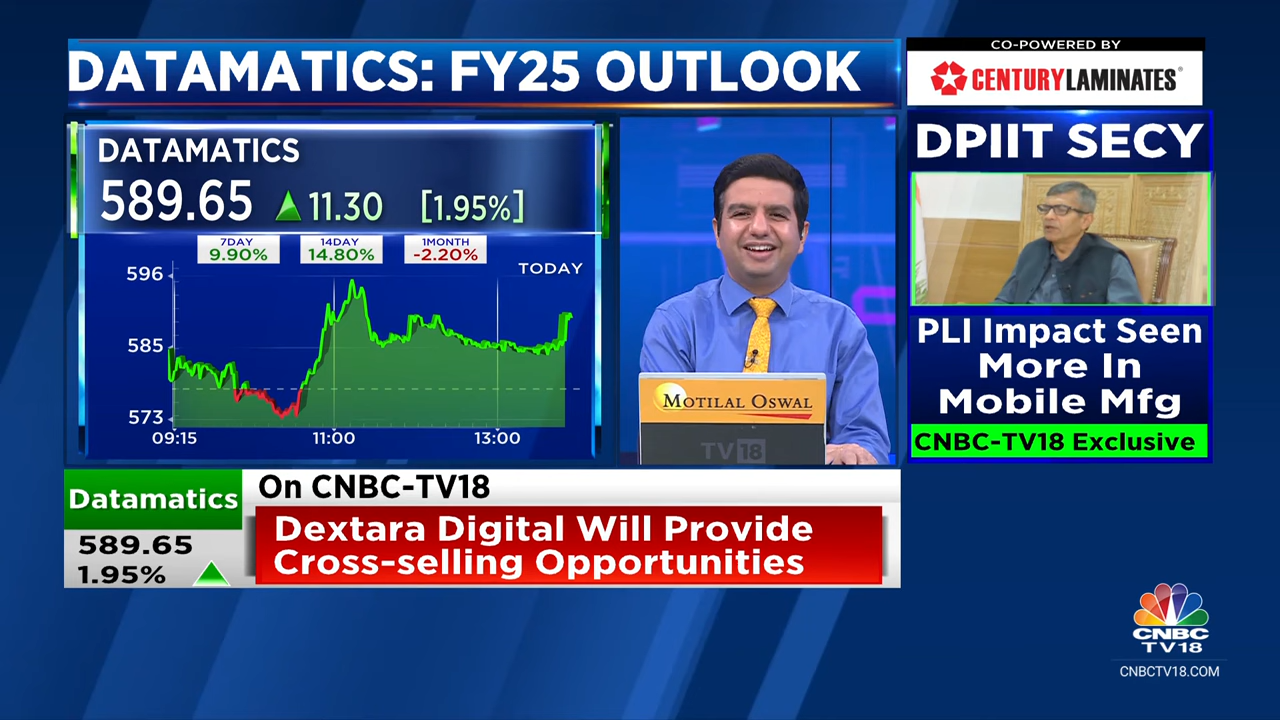 DATAMATICS: FY25 OUTLOOK
DATAMATICS
589.65 11.30 [1.95%]
7DAY 14DAY 1MONTH
9.90% 14.80% -2.20%
TODAY
596
585
573
09:15 11:00 13:00
MOTILAL OSWAL
TV18
CO-POWERED BY
CENTURYLAMINATES®
DPIIT SECY
PLI Impact Seen
More In
Mobile Mfg
CNBC-TV18 Exclusive
Datamatics
589.65
1.95%
On CNBC-TV18
Dextara Digital Will Provide
Cross-selling Opportunities
CNBC
TV18
CNBCTV18.COM